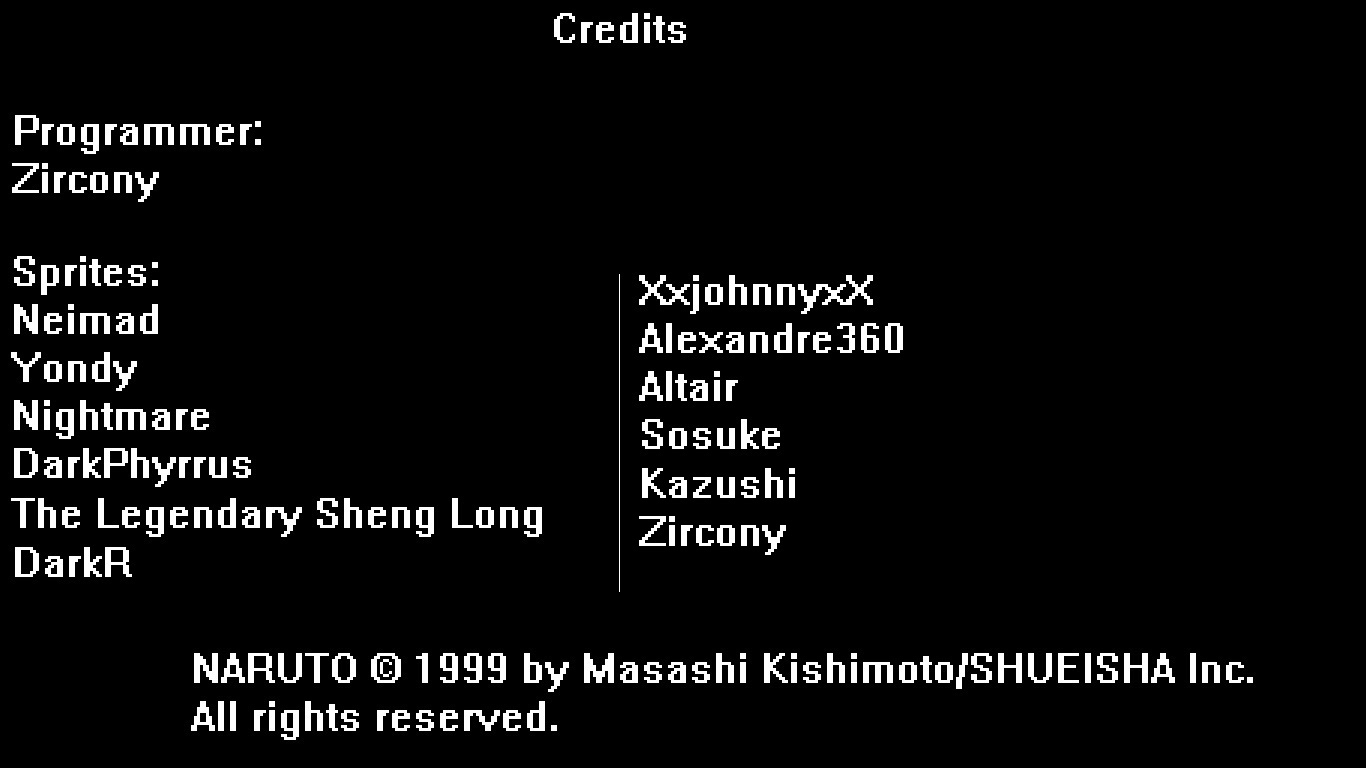 Credits
Programmer:
Zircony
Sprites:
Neimad
Yondy
Nightmare
DarkPhyrrus
The Legendary Sheng Long
DarkR
XxjohnnyxX
Alexandre360
Altair
Sosuke
Kazushi
Zircony
NARUTO © 1999 by Masashi Kishimoto/SHUEISHA Inc.
All rights reserved.